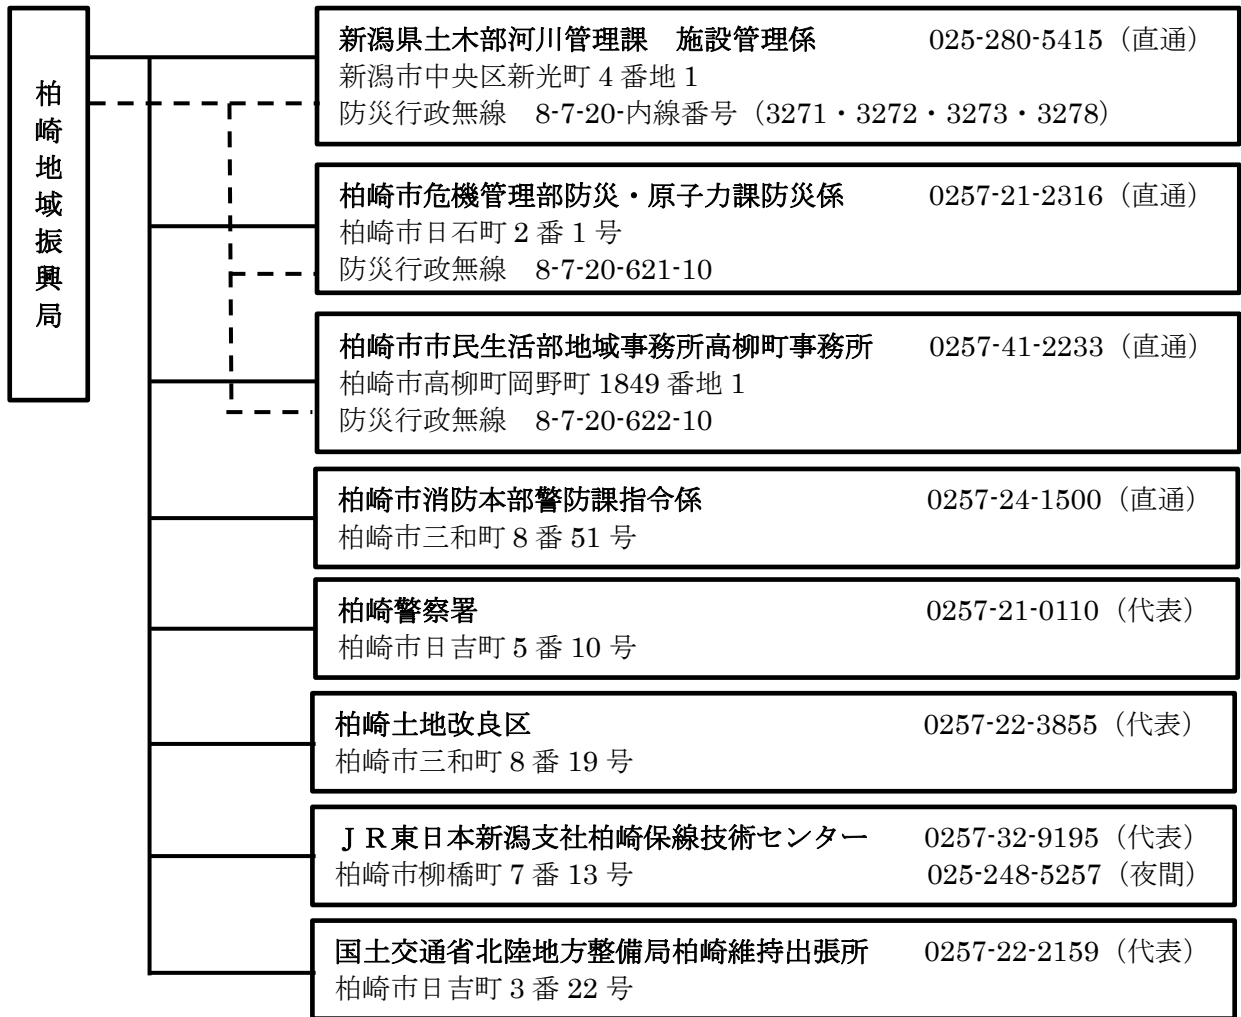 柏崎地域振興局
新潟県土木部河川管理課　施設管理係　025-280-5415（直通）
新潟市中央区新光町 4 番地 1
防災行政無線　8-7-20-内線番号（3271・3272・3273・3278）
柏崎市危機管理部防災・原子力課防災係　0257-21-2316（直通）
柏崎市日石町 2 番 1 号
防災行政無線　8-7-20-621-10
柏崎市市民生活部地域事務所高柳町事務所　0257-41-2233（直通）
柏崎市高柳町岡野町 1849 番地 1
防災行政無線　8-7-20-622-10
柏崎市消防本部警防課指令係　0257-24-1500（直通）
柏崎市三和町 8 番 51 号
柏崎警察署　0257-21-0110（代表）
柏崎市日吉町 5 番 10 号
柏崎土地改良区　0257-22-3855（代表）
柏崎市三和町 8 番 19 号
ＪＲ東日本新潟支社柏崎保線技術センター　0257-32-9195（代表）
柏崎市柳橋町 7 番 13 号　025-248-5257（夜間）
国土交通省北陸地方整備局柏崎維持出張所　0257-22-2159（代表）
柏崎市日吉町 3 番 22 号